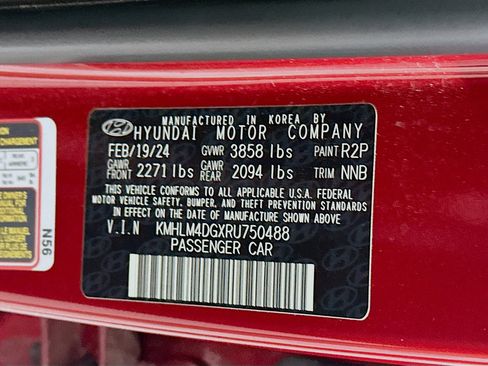 MANUFACTURED IN KOREA BY
HYUNDAI MOTOR COMPANY
FEB/19/24 GVWR 3858 lbs PAINT R2P
GAWR FRONT 2271 lbs GAWR REAR 2094 lbs TRIM NNB
THIS VEHICLE CONFORMS TO ALL APPLICABLE U.S.A. FEDERAL
MOTOR VEHICLE SAFETY, BUMPER, AND THEFT PREVENTION STANDARDS
IN EFFECT ON THE DATE OF MANUFACTURE SHOWN ABOVE
V.I.N KMHLM4DGXRU750488
PASSENGER CAR
N56